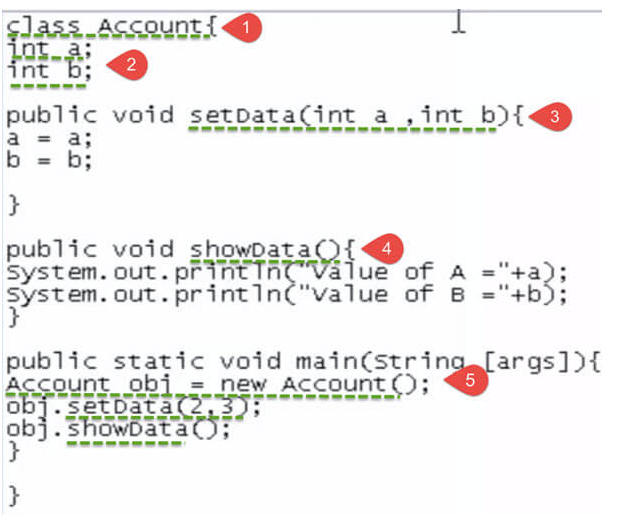 class Account{ 1
int a;
int b; 2
public void setData(int a ,int b){ 3
a = a;
b = b;
}
public void showData(){ 4
System.out.println("Value of A ="+a);
System.out.println("Value of B ="+b);
}
public static void main(String [args]){
Account obj = new Account(); 5
obj.setData(2,3);
obj.showData();
}
}